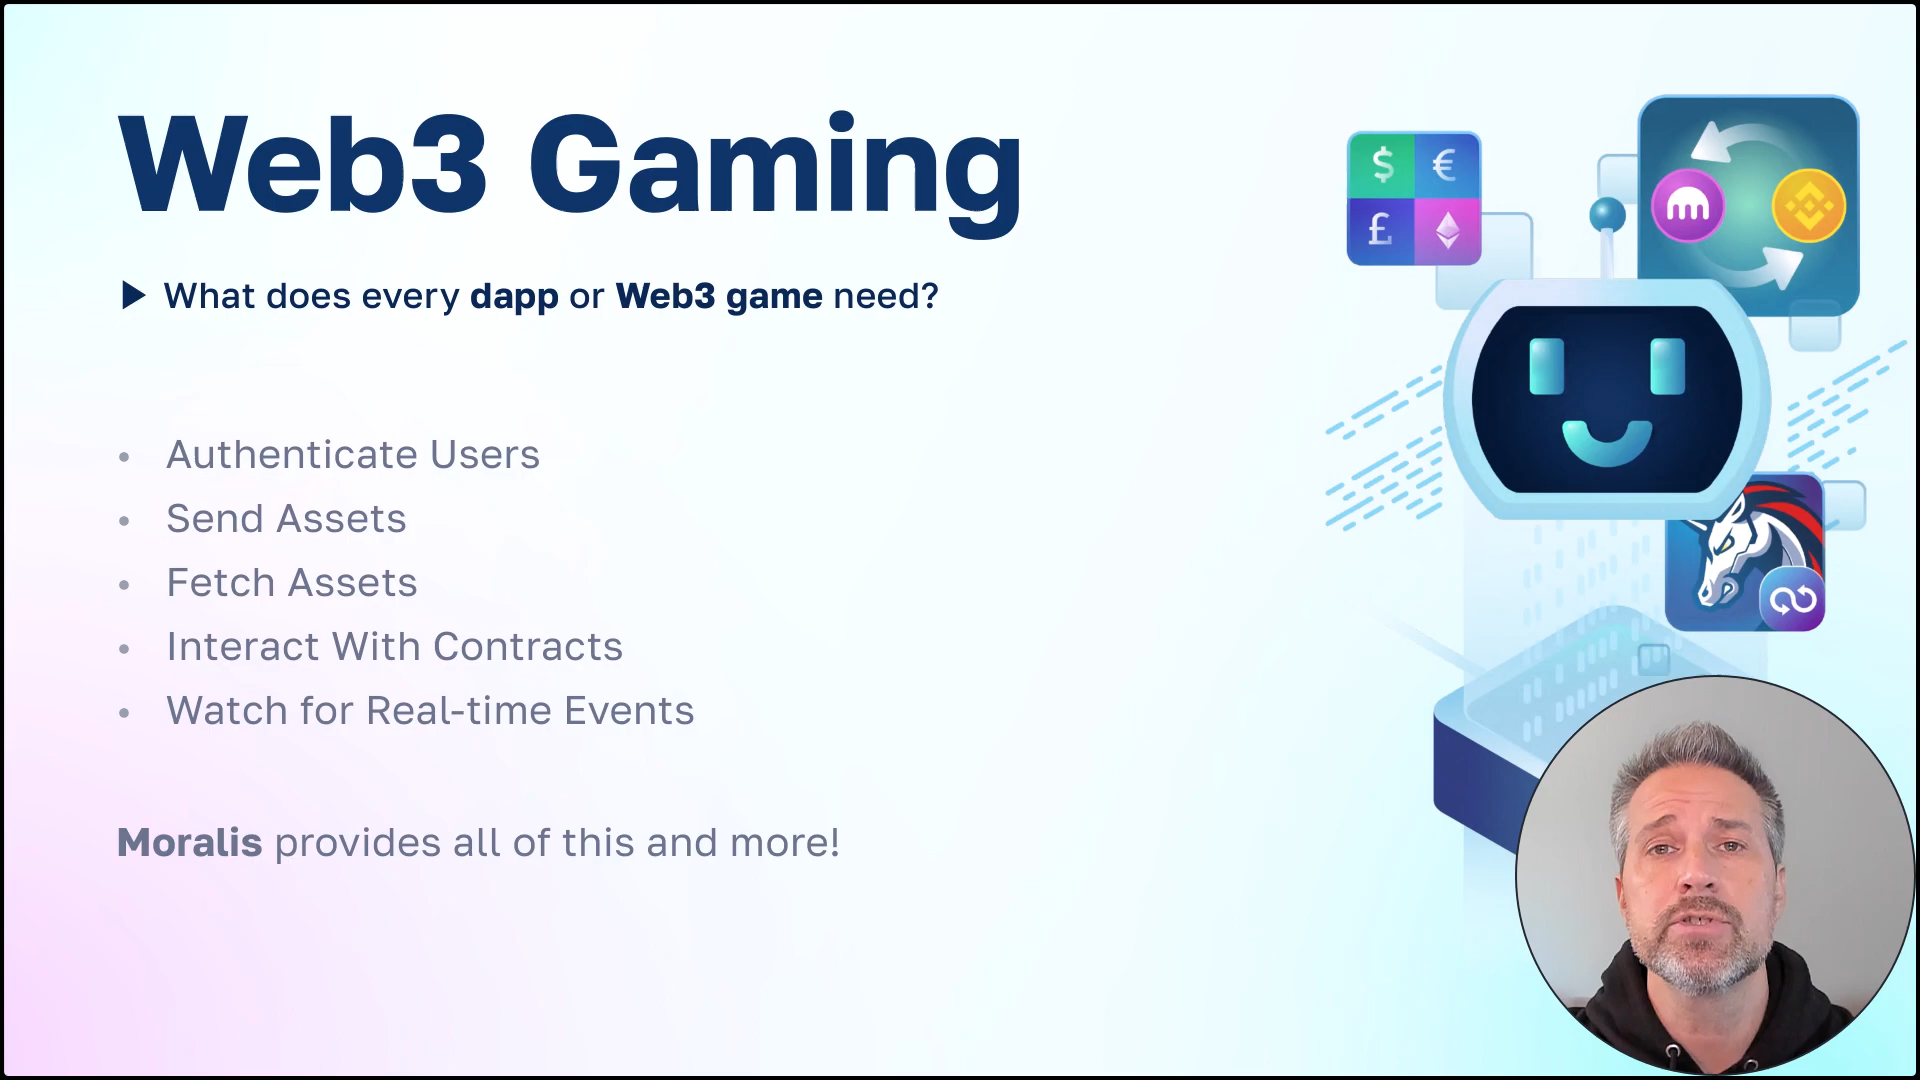 Web3 Gaming
What does every dapp or Web3 game need?
Authenticate Users
Send Assets
Fetch Assets
Interact With Contracts
Watch for Real-time Events
Moralis provides all of this and more!
$ €
£